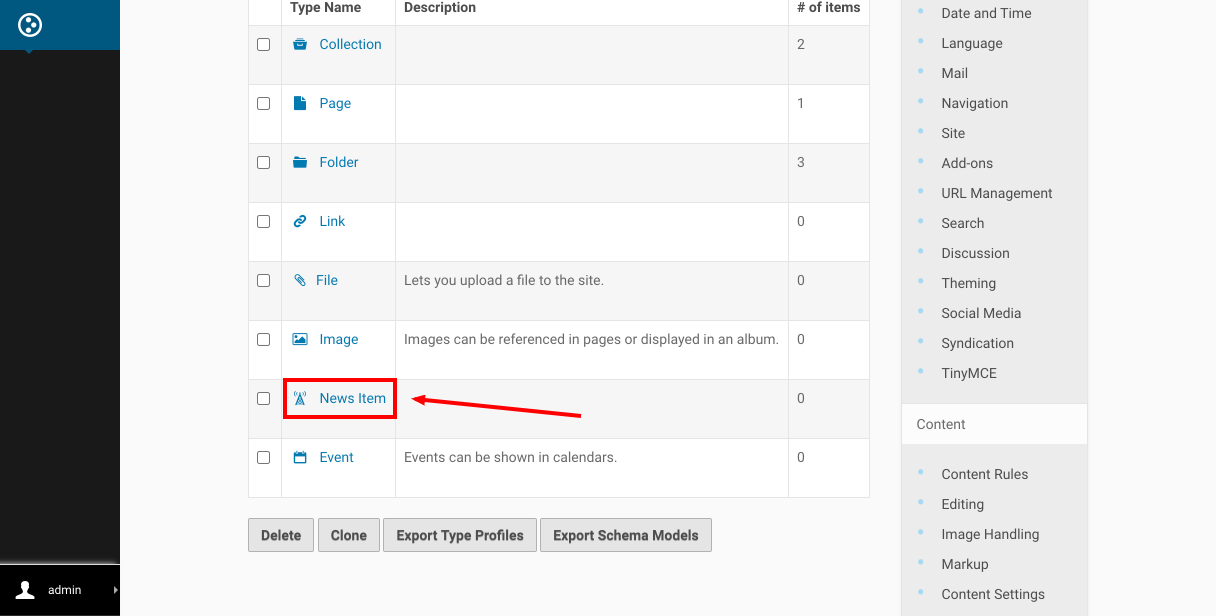 Type Name Description # of items
Collection 2
Page 1
Folder 3
Link 0
File Lets you upload a file to the site. 0
Image Images can be referenced in pages or displayed in an album. 0
News Item 0
Event Events can be shown in calendars. 0
Delete Clone Export Type Profiles Export Schema Models
Date and Time
Language
Mail
Navigation
Site
Add-ons
URL Management
Search
Discussion
Theming
Social Media
Syndication
TinyMCE
Content
Content Rules
Editing
Image Handling
Markup
Content Settings
admin